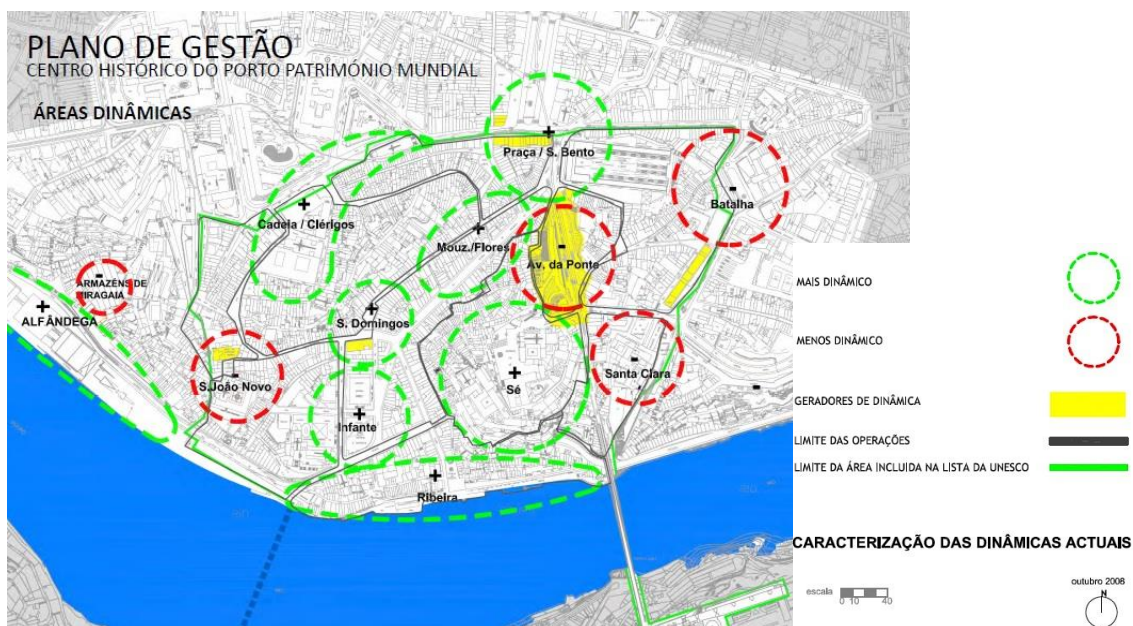 PLANO DE GESTÃO
CENTRO HISTÓRICO DO PORTO PATRIMÓNIO MUNDIAL
ÁREAS DINÂMICAS
+
Praça / S. Bento
-
Batalha
+
Cadeia / Clérigos
+
Mouz./Flores
-
Av. da Ponte
-
ARMAZÉNS DE
MIRAGAIA
+
ALFÂNDEGA
+
S. Domingos
-
S.João Novo
+
Sé
-
Santa Clara
-
+
Infante
+
Ribeira
MAIS DINÂMICO
MENOS DINÂMICO
GERADORES DE DINÂMICA
LIMITE DAS OPERAÇÕES
LIMITE DA ÁREA INCLUIDA NA LISTA DA UNESCO
CARACTERIZAÇÃO DAS DINÂMICAS ACTUAIS
escala
0 10 40
outubro 2008
N